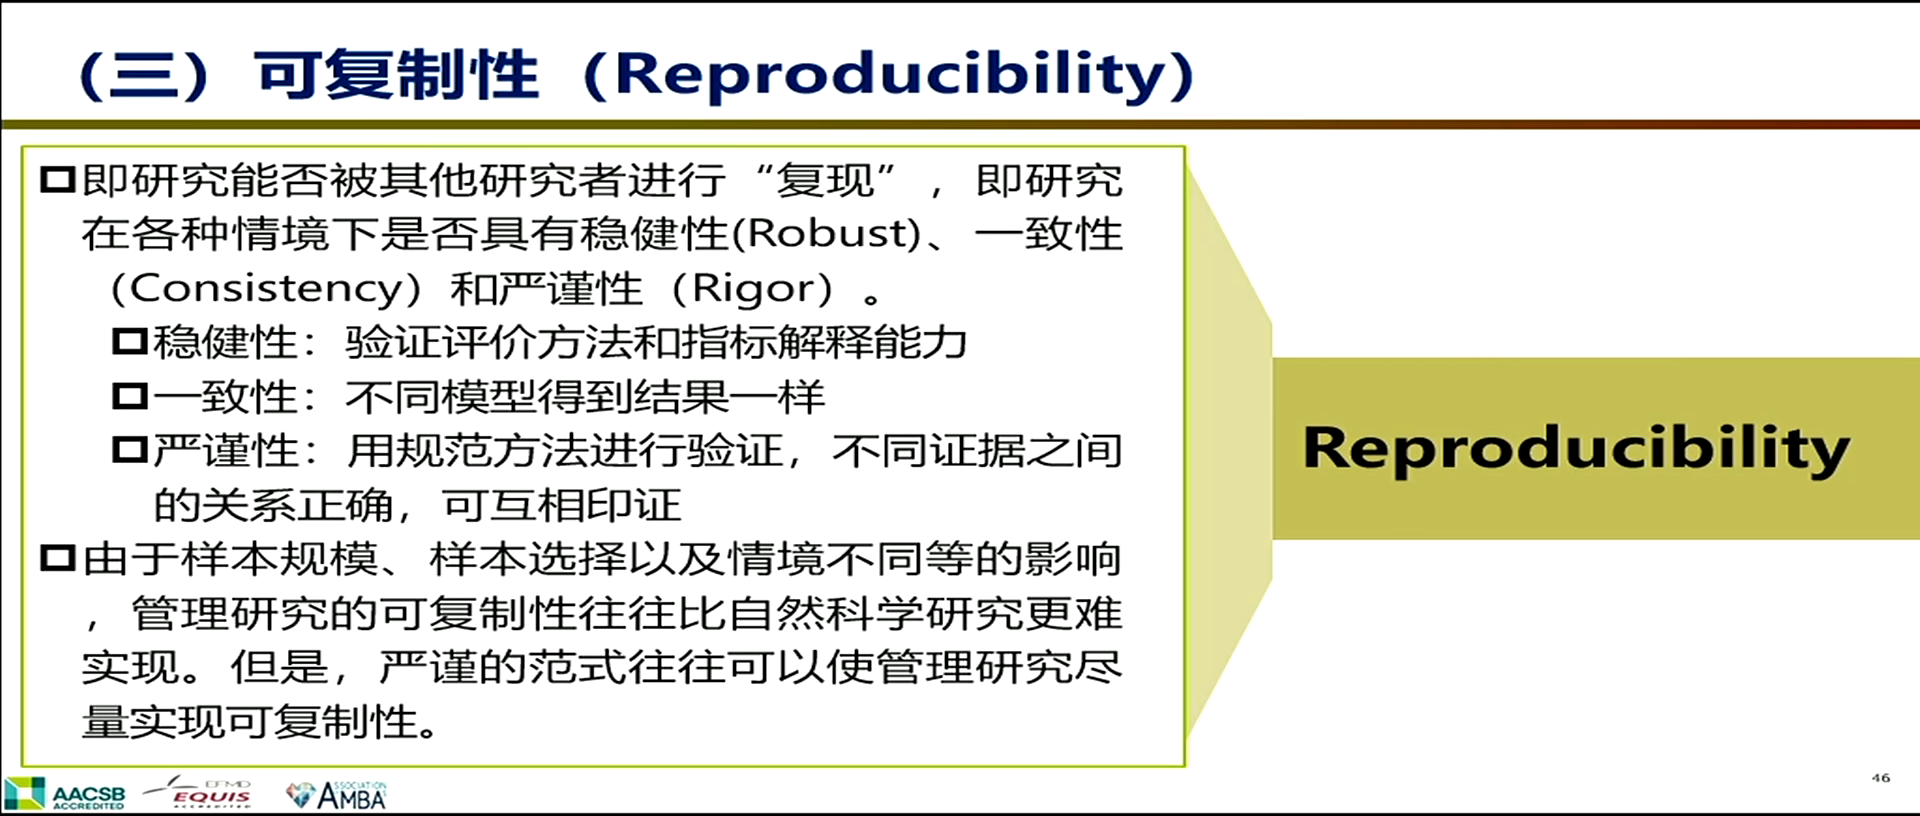 （三）可复制性（Reproducibility）
即研究能否被其他研究者进行“复现”，即研究
在各种情境下是否具有稳健性(Robust)、一致性
（Consistency）和严谨性（Rigor）。
稳健性：验证评价方法和指标解释能力
一致性：不同模型得到结果一样
严谨性：用规范方法进行验证，不同证据之间
的关系正确，可互相印证
由于样本规模、样本选择以及情境不同等的影响
，管理研究的可复制性往往比自然科学研究更难
实现。但是，严谨的范式往往可以使管理研究尽
量实现可复制性。
Reproducibility
AACSB
ACCREDITED
EFMD
EQUIS
ACCREDITED
ASSOCIATION
AMBA
46